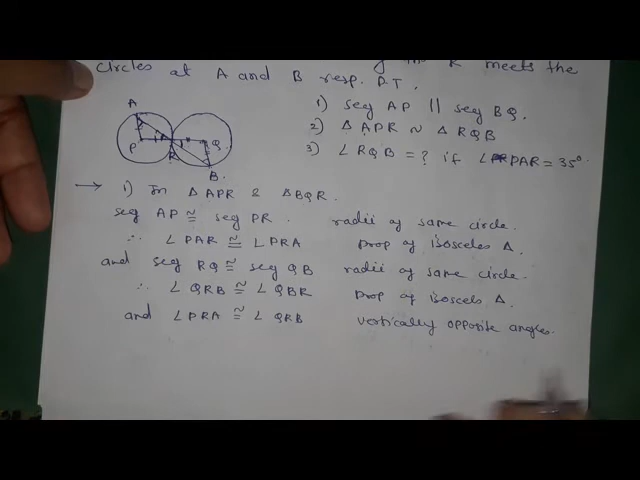 circles at A and B resp. P.T.
1) seg AP || seg BQ.
2) Δ APR ~ Δ RQB
3) ∠ RQB = ? if ∠ PAR = 35°.
A
P
R
Q
B
→ 1) In Δ APR & Δ BQR.
seg AP ≅ seg PR. radii of same circle.
∴ ∠ PAR ≅ ∠ PRA prop of isosceles Δ.
and seg RQ ≅ seg QB radii of same circle.
∴ ∠ QRB ≅ ∠ QBR prop of isoscels Δ.
and ∠ PRA ≅ ∠ QRB vertically opposite angles.